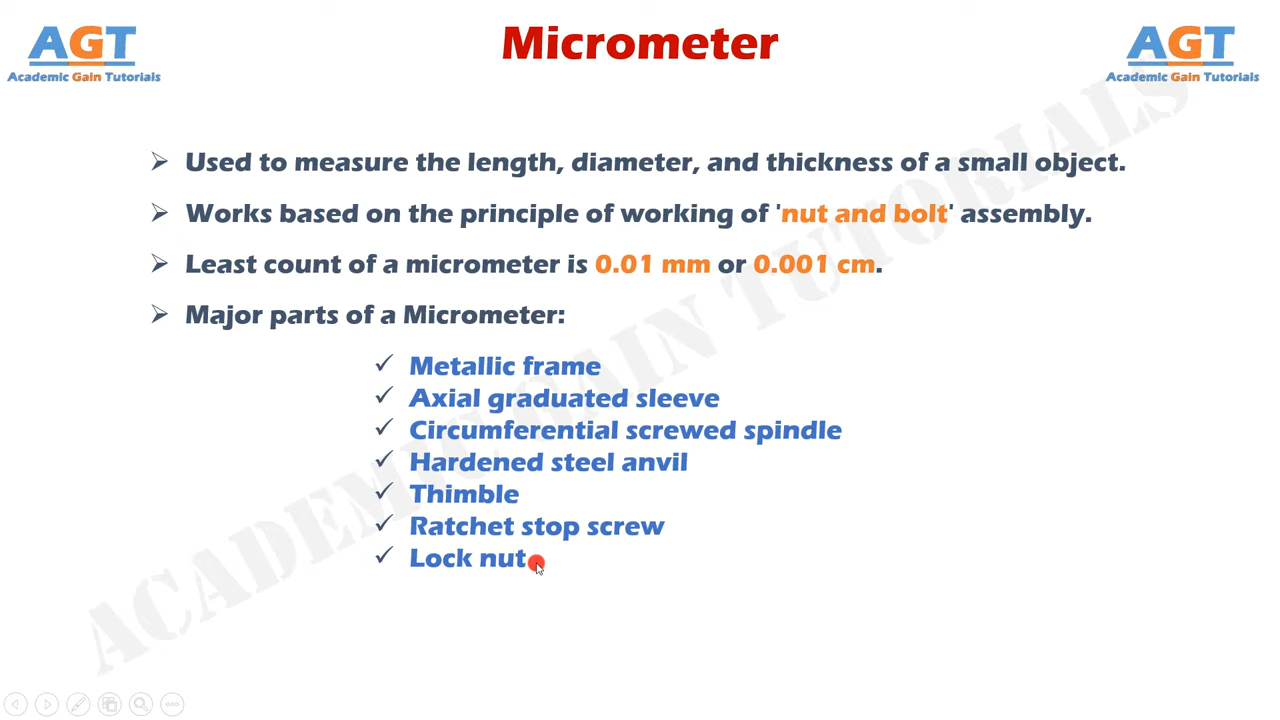 AGT
Academic Gain Tutorials
Micrometer
AGT
Academic Gain Tutorials
Used to measure the length, diameter, and thickness of a small object.
Works based on the principle of working of 'nut and bolt' assembly.
Least count of a micrometer is 0.01 mm or 0.001 cm.
Major parts of a Micrometer:
Metallic frame
Axial graduated sleeve
Circumferential screwed spindle
Hardened steel anvil
Thimble
Ratchet stop screw
Lock nut
ACADEMIC GAIN TUTORIALS